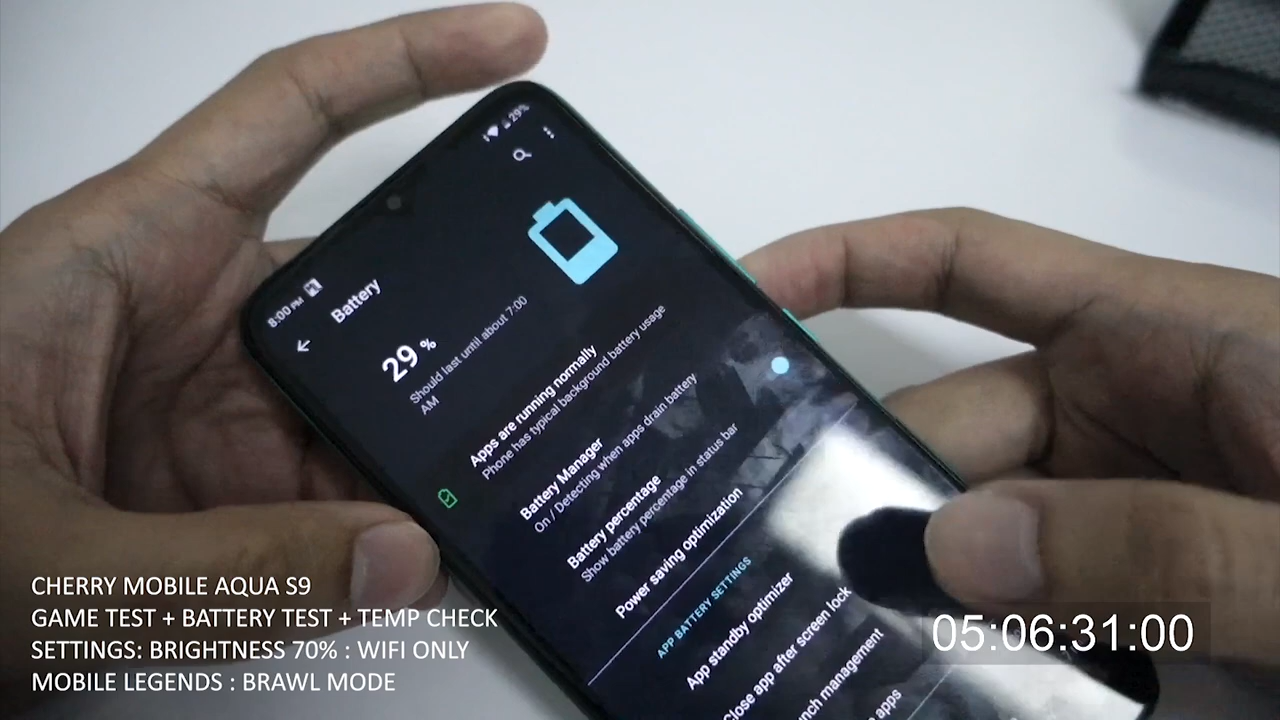 29%
8:00 PM
Battery
29 %
Should last until about 7:00
AM
Apps are running normally
Phone has typical background battery usage
Battery Manager
On / Detecting when apps drain battery
Battery percentage
Show battery percentage in status bar
Power saving optimization
APP BATTERY SETTINGS
App standby optimizer
Close app after screen lock
management
apps
CHERRY MOBILE AQUA S9
GAME TEST + BATTERY TEST + TEMP CHECK
SETTINGS: BRIGHTNESS 70% : WIFI ONLY
MOBILE LEGENDS : BRAWL MODE
05:06:31:00